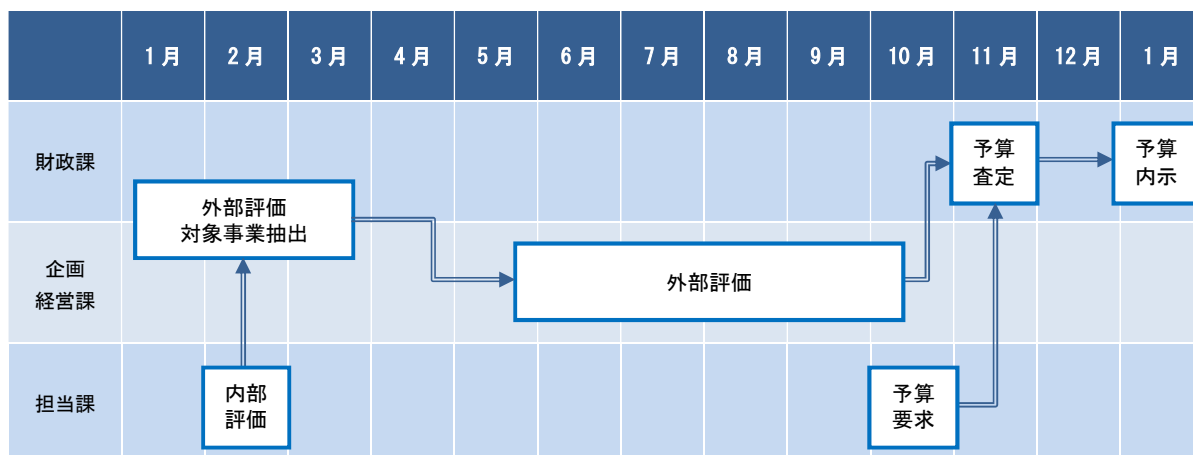 1月 2月 3月 4月 5月 6月 7月 8月 9月 10月 11月 12月 1月
財政課
予算
査定
予算
内示
外部評価
対象事業抽出
企画
経営課
外部評価
担当課
内部
評価
予算
要求